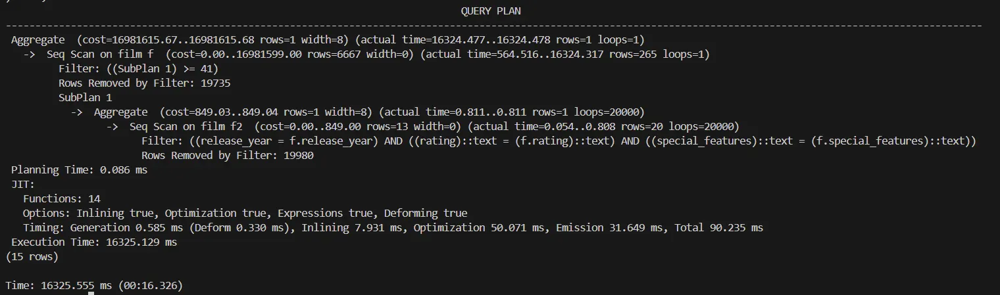 QUERY PLAN
-----------------------------------------------------------------------------------------------------------------------------------------------------------------------
Aggregate  (cost=16981615.67..16981615.68 rows=1 width=8) (actual time=16324.477..16324.478 rows=1 loops=1)
  ->  Seq Scan on film f  (cost=0.00..16981599.00 rows=6667 width=0) (actual time=564.516..16324.317 rows=265 loops=1)
        Filter: ((SubPlan 1) >= 41)
        Rows Removed by Filter: 19735
        SubPlan 1
          ->  Aggregate  (cost=849.03..849.04 rows=1 width=8) (actual time=0.811..0.811 rows=1 loops=20000)
                ->  Seq Scan on film f2  (cost=0.00..849.00 rows=13 width=0) (actual time=0.054..0.808 rows=20 loops=20000)
                      Filter: ((release_year = f.release_year) AND ((rating)::text = (f.rating)::text) AND ((special_features)::text = (f.special_features)::text))
                      Rows Removed by Filter: 19980
Planning Time: 0.086 ms
JIT:
  Functions: 14
  Options: Inlining true, Optimization true, Expressions true, Deforming true
  Timing: Generation 0.585 ms (Deform 0.330 ms), Inlining 7.931 ms, Optimization 50.071 ms, Emission 31.649 ms, Total 90.235 ms
Execution Time: 16325.129 ms
(15 rows)
Time: 16325.555 ms (00:16.326)